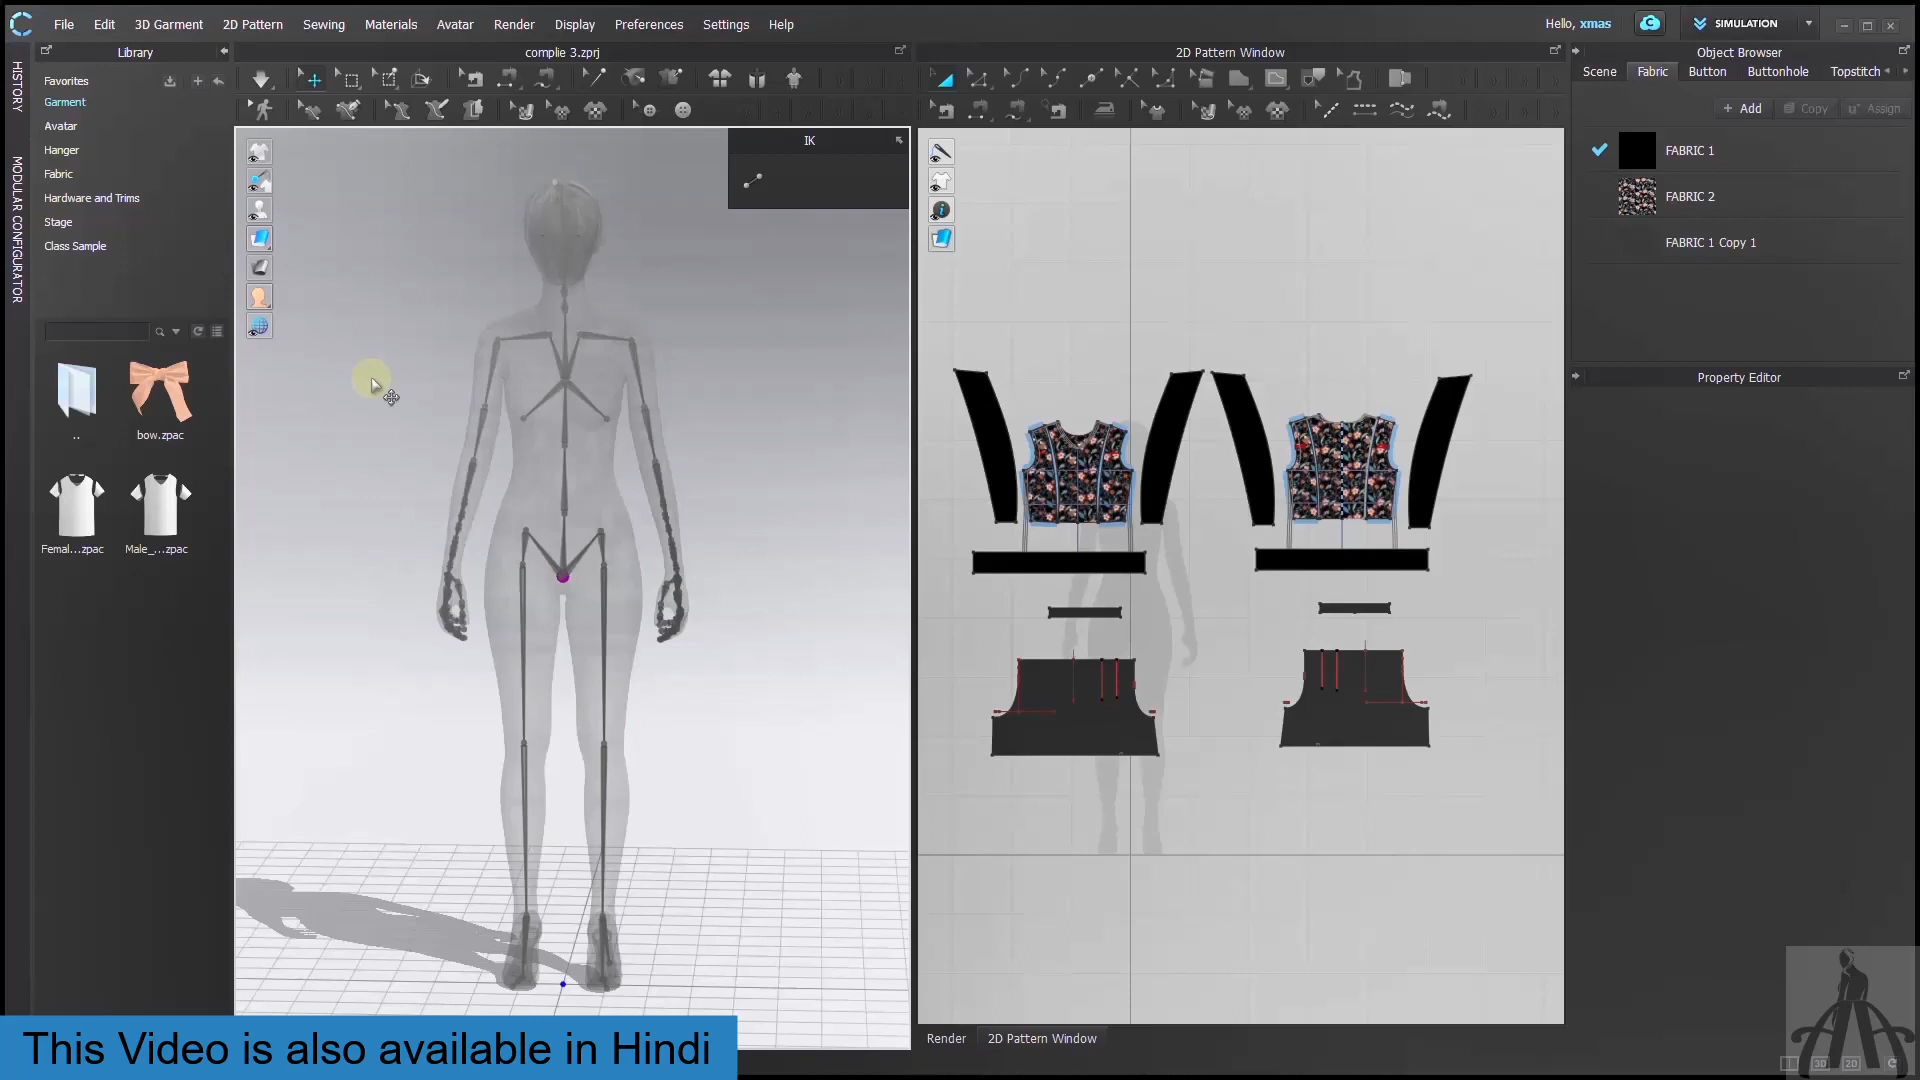 File Edit 3D Garment 2D Pattern Sewing Materials Avatar Render Display Preferences Settings Help
Hello, xmas
SIMULATION
Library
complie 3.zprj
2D Pattern Window
Object Browser
HISTORY
MODULAR CONFIGURATOR
Favorites
Garment
Avatar
Hanger
Fabric
Hardware and Trims
Stage
Class Sample
..
bow.zpac
Femal...zpac
Male_...zpac
IK
Scene Fabric Button Buttonhole Topstitch
+ Add
Copy
Assign
FABRIC 1
FABRIC 2
FABRIC 1 Copy 1
Property Editor
Render
2D Pattern Window
3D
2D
This Video is also available in Hindi